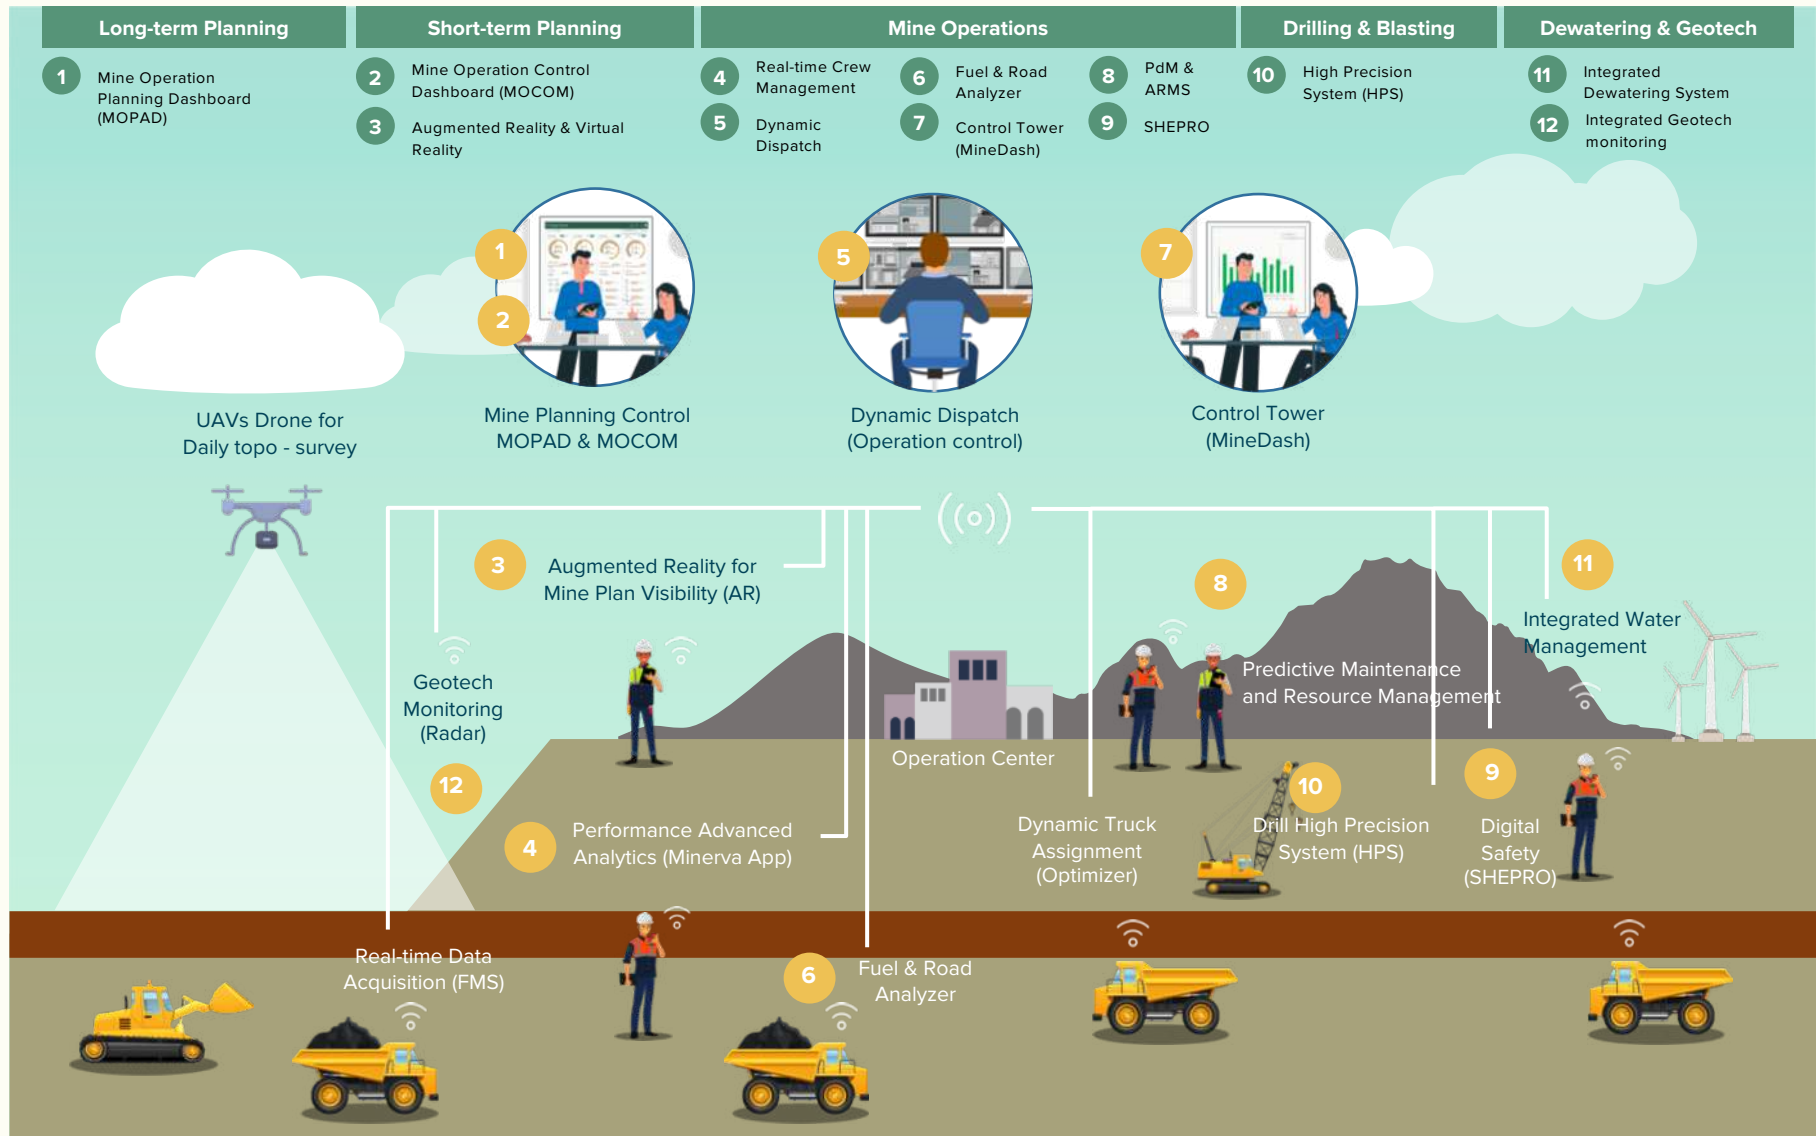 Long-term Planning
Short-term Planning
Mine Operations
Drilling & Blasting
Dewatering & Geotech
1
Mine Operation
Planning Dashboard
(MOPAD)
2
Mine Operation Control
Dashboard (MOCOM)
3
Augmented Reality & Virtual
Reality
4
Real-time Crew
Management
5
Dynamic
Dispatch
6
Fuel & Road
Analyzer
7
Control Tower
(MineDash)
8
PdM &
ARMS
9
SHEPRO
10
High Precision
System (HPS)
11
Integrated
Dewatering System
12
Integrated Geotech
monitoring
1
2
5
7
UAVs Drone for
Daily topo - survey
Mine Planning Control
MOPAD & MOCOM
Dynamic Dispatch
(Operation control)
Control Tower
(MineDash)
3
Augmented Reality for
Mine Plan Visibility (AR)
8
11
Integrated Water
Management
Geotech
Monitoring
(Radar)
12
Predictive Maintenance
and Resource Management
Operation Center
4
Performance Advanced
Analytics (Minerva App)
Dynamic Truck
Assignment
(Optimizer)
10
Drill High Precision
System (HPS)
9
Digital
Safety
(SHEPRO)
Real-time Data
Acquisition (FMS)
6
Fuel & Road
Analyzer